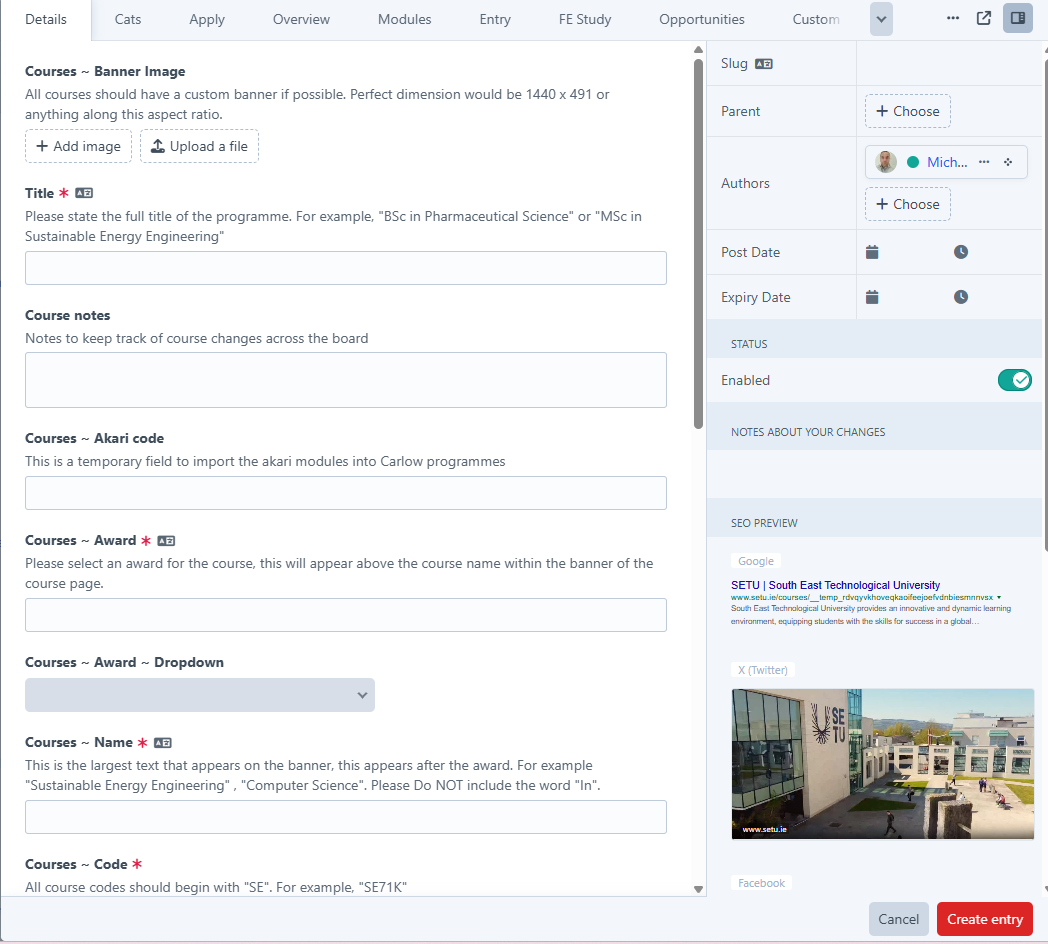 Details
Cats
Apply
Overview
Modules
Entry
FE Study
Opportunities
Custom
Courses ~ Banner Image
All courses should have a custom banner if possible. Perfect dimension would be 1440 x 491 or
anything along this aspect ratio.
+ Add image
Upload a file
Title *
Please state the full title of the programme. For example, "BSc in Pharmaceutical Science" or "MSc in
Sustainable Energy Engineering"
Course notes
Notes to keep track of course changes across the board
Courses ~ Akari code
This is a temporary field to import the akari modules into Carlow programmes
Courses ~ Award *
Please select an award for the course, this will appear above the course name within the banner of the
course page.
Courses ~ Award ~ Dropdown
Courses ~ Name *
This is the largest text that appears on the banner, this appears after the award. For example
"Sustainable Energy Engineering" , "Computer Science". Please Do NOT include the word "In".
Courses ~ Code *
All course codes should begin with "SE". For example, "SE71K"
Slug
Parent
+ Choose
Authors
Mich...
+ Choose
Post Date
Expiry Date
STATUS
Enabled
NOTES ABOUT YOUR CHANGES
SEO PREVIEW
Google
SETU | South East Technological University
www.setu.ie/courses/__temp_rdvqyvkhoveqkaoifeejoefvdnbiesmnnvsx
South East Technological University provides an innovative and dynamic learning
environment, equipping students with the skills for success in a global…
X (Twitter)
SE
TU
www.setu.ie
Facebook
Cancel
Create entry